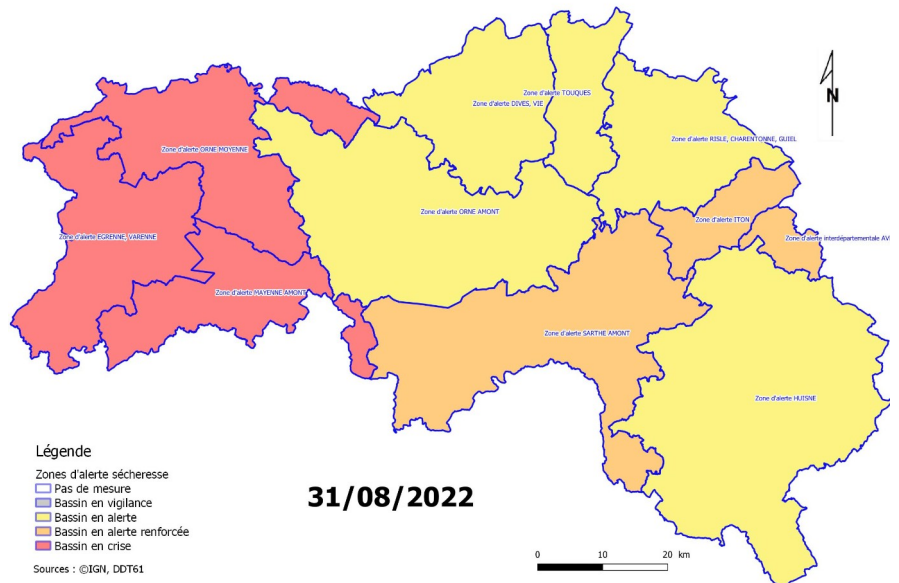 Zone d'alerte TOUQUES
Zone d'alerte DIVES, VIE
N
Zone d'alerte RISLE, CHARENTONNE, GUIEL
Zone d'alerte ORNE MOYENNE
Zone d'alerte ORNE AMONT
Zone d'alerte ITON
Zone d'alerte EGRENNE, VARENNE
Zone d'alerte interdépartementale AV
Zone d'alerte MAYENNE AMONT
Zone d'alerte SARTHE AMONT
Zone d'alerte HUISNE
Légende
Zones d'alerte sécheresse
Pas de mesure
Bassin en vigilance
Bassin en alerte
Bassin en alerte renforcée
Bassin en crise
Sources : ©IGN, DDT61
31/08/2022
0 10 20 km